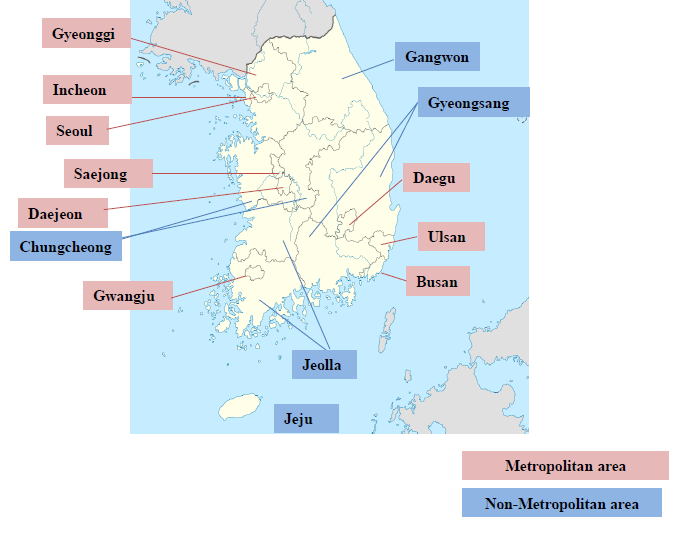 Gyeonggi
Gangwon
Incheon
Gyeongsang
Seoul
Saejong
Daegu
Daejeon
Chungcheong
Ulsan
Gwangju
Busan
Jeolla
Jeju
Metropolitan area
Non-Metropolitan area